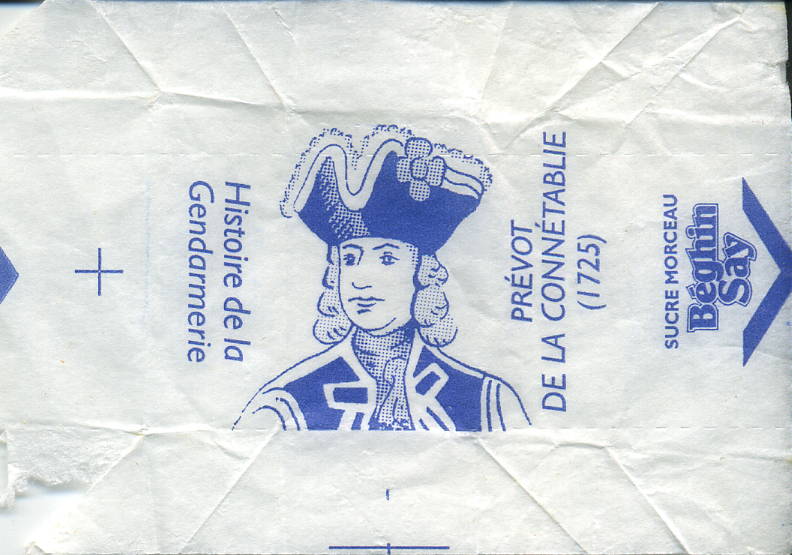 Histoire de la
Gendarmerie
PRÉVOT
DE LA CONNÉTABLIE
(1725)
SUCRE MORCEAU
Béghin
Say